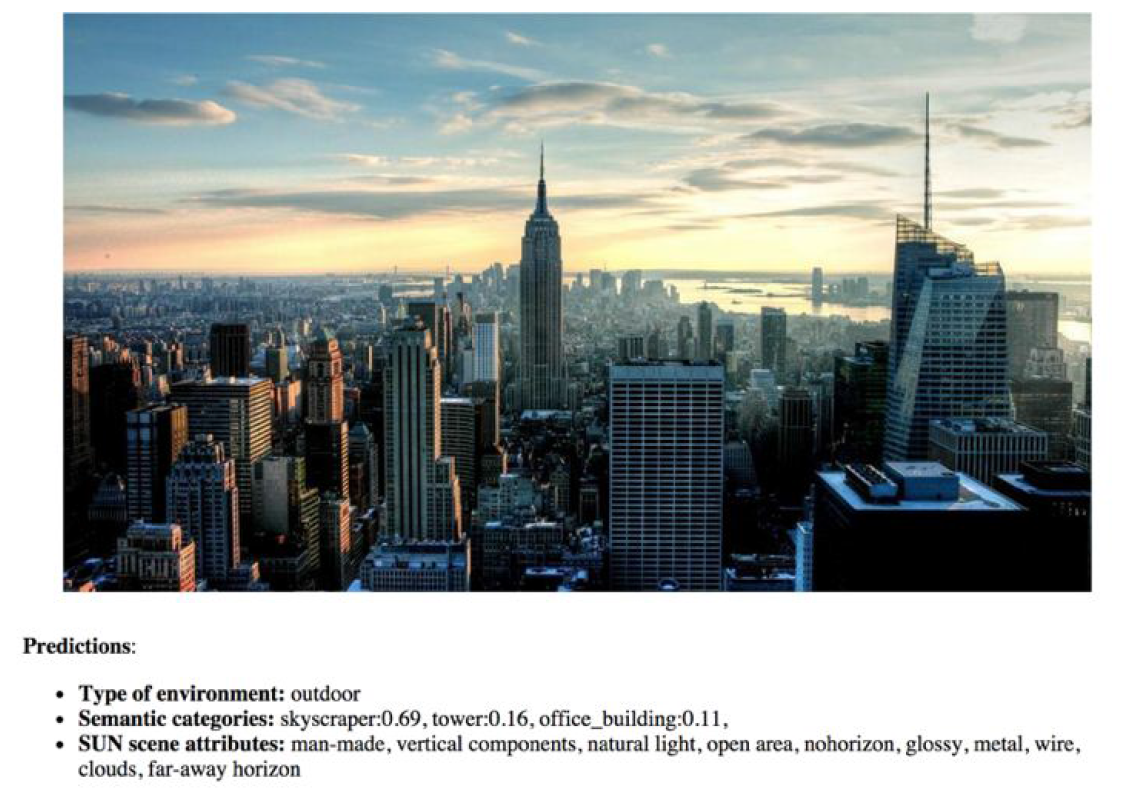 Predictions:
Type of environment: outdoor
Semantic categories: skyscraper:0.69, tower:0.16, office_building:0.11,
SUN scene attributes: man-made, vertical components, natural light, open area, nohorizon, glossy, metal, wire,
clouds, far-away horizon